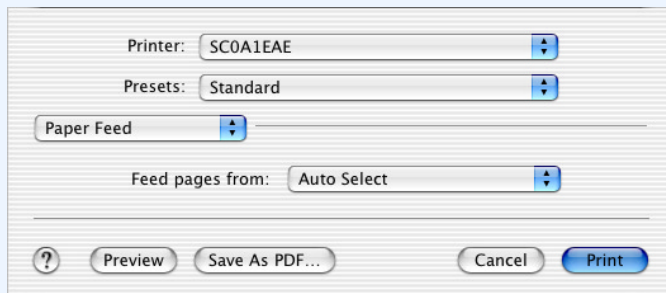 Printer: SC0A1EAE
Presets: Standard
Paper Feed
Feed pages from: Auto Select
? Preview Save As PDF... Cancel Print